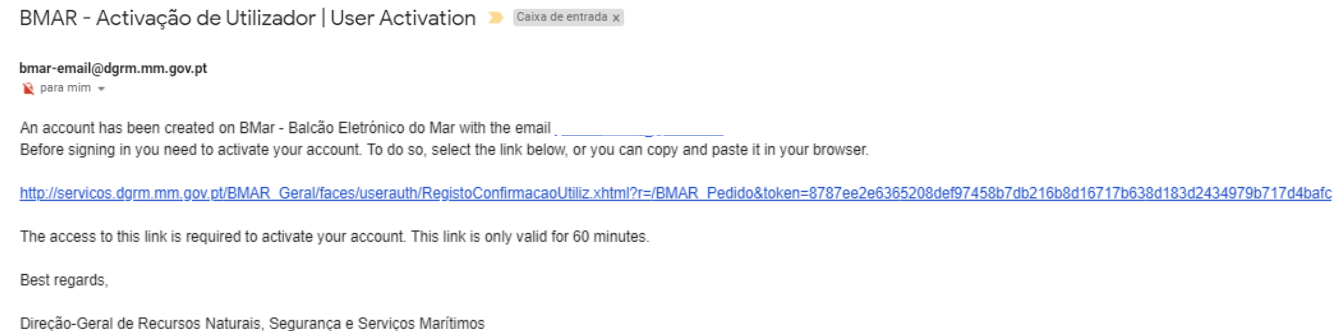 BMAR - Activação de Utilizador | User Activation Caixa de entrada x
bmar-email@dgrm.mm.gov.pt
para mim
An account has been created on BMar - Balcão Eletrónico do Mar with the email
Before signing in you need to activate your account. To do so, select the link below, or you can copy and paste it in your browser.
http://servicos.dgrm.mm.gov.pt/BMAR_Geral/faces/userauth/RegistoConfirmacaoUtiliz.xhtml?r=/BMAR_Pedido&token=8787ee2e6365208def97458b7db216b8d16717b638d183d2434979b717d4bafc
The access to this link is required to activate your account. This link is only valid for 60 minutes.
Best regards,
Direção-Geral de Recursos Naturais, Segurança e Serviços Marítimos